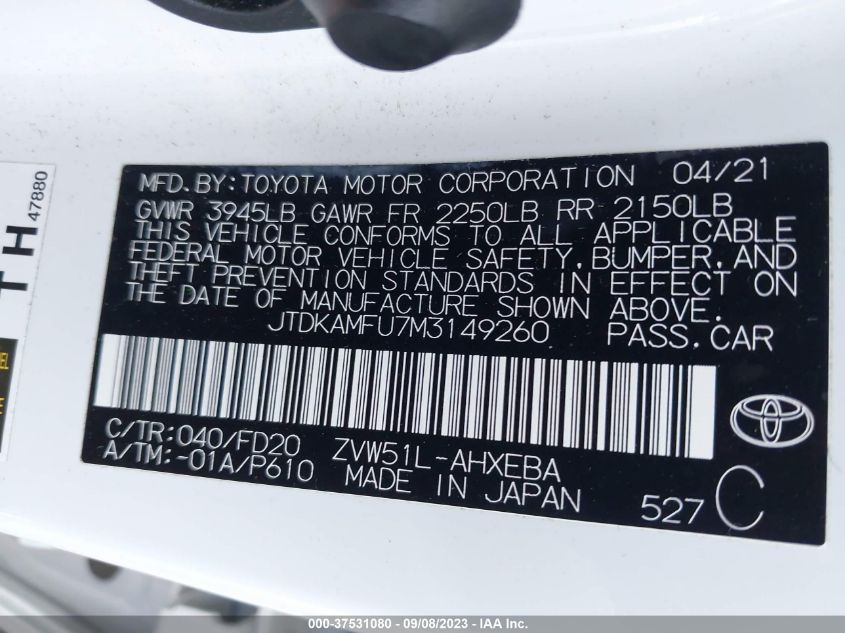 MFD.BY:TOYOTA MOTOR CORPORATION 04/21
GVWR 3945LB GAWR FR 2250LB RR 2150LB
THIS VEHICLE CONFORMS TO ALL APPLICABLE
FEDERAL MOTOR VEHICLE SAFETY,BUMPER,AND
THEFT PREVENTION STANDARDS IN EFFECT ON
THE DATE OF MANUFACTURE SHOWN ABOVE.
JTDKAMFU7M3149260 PASS.CAR
C/TR:040/FD20 ZVW51L-AHXEBA
A/TM:-01A/P610 MADE IN JAPAN 527 C
47880
TH
000-37531080 - 09/08/2023 - IAA Inc.